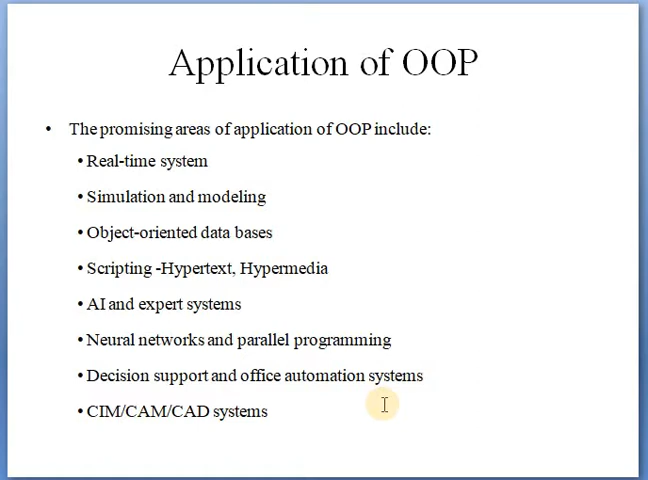 Application of OOP
• The promising areas of application of OOP include:
• Real-time system
• Simulation and modeling
• Object-oriented data bases
• Scripting -Hypertext, Hypermedia
• AI and expert systems
• Neural networks and parallel programming
• Decision support and office automation systems
• CIM/CAM/CAD systems